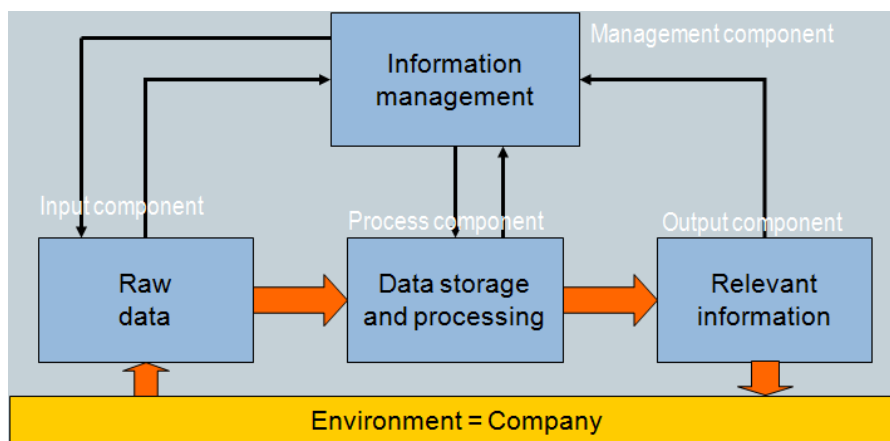 Management component
Information
management
Input component
Process component
Output component
Raw
data
Data storage
and processing
Relevant
information
Environment = Company